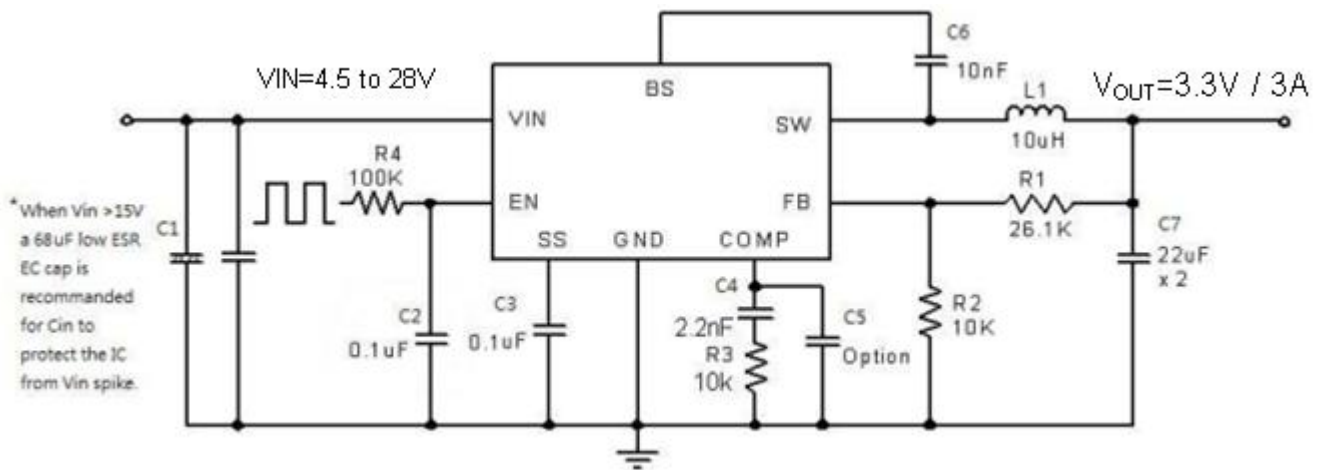 VIN=4.5 to 28V
C6
10nF
BS
L1
10uH
VOUT=3.3V / 3A
VIN
SW
R4
100K
EN
FB
R1
26.1K
SS
GND
COMP
*When Vin >15V
a 68uF low ESR
EC cap is
recommanded
for Cin to
protect the IC
from Vin spike.
C1
C2
0.1uF
C3
0.1uF
C4
2.2nF
R3
10k
C5
Option
R2
10K
C7
22uF
x 2